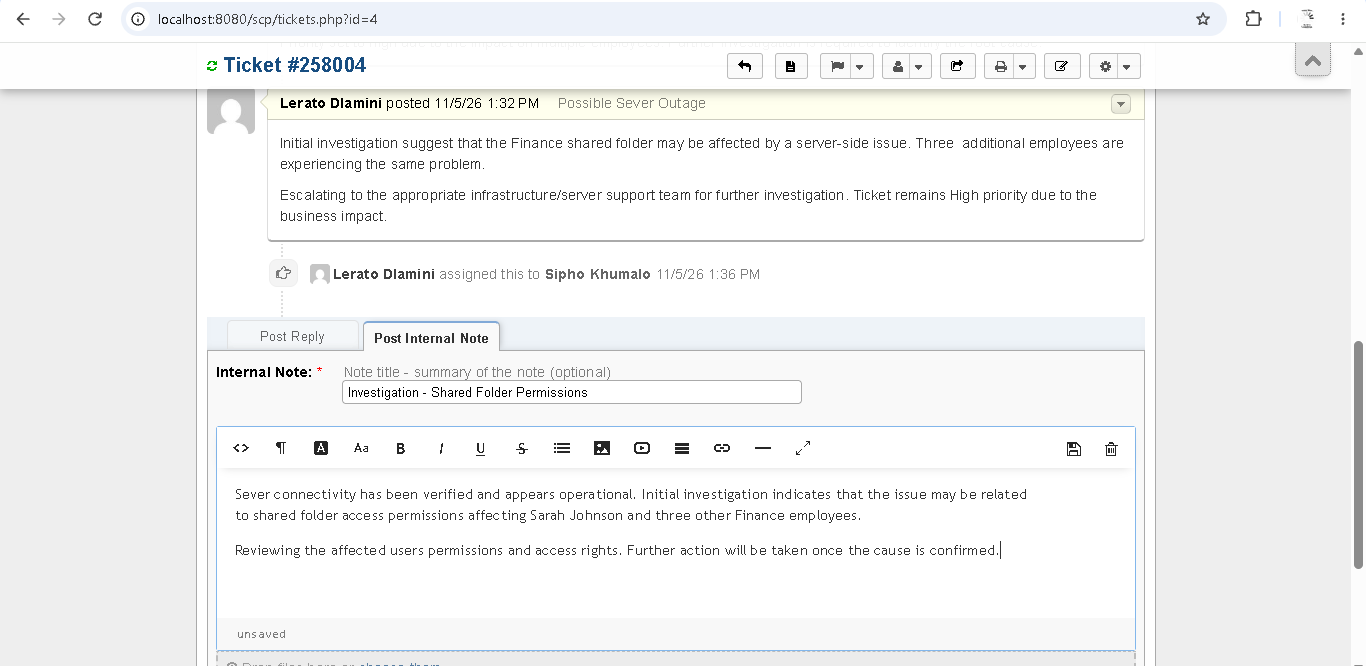 localhost:8080/scp/tickets.php?id=4
Ticket #258004
Lerato Dlamini posted 11/5/26 1:32 PM Possible Sever Outage
Initial investigation suggest that the Finance shared folder may be affected by a server-side issue. Three additional employees are
experiencing the same problem.
Escalating to the appropriate infrastructure/server support team for further investigation. Ticket remains High priority due to the
business impact.
Lerato Dlamini assigned this to Sipho Khumalo 11/5/26 1:36 PM
Post Reply
Post Internal Note
Internal Note: * Note title - summary of the note (optional)
Investigation - Shared Folder Permissions
Aa B I U S
Sever connectivity has been verified and appears operational. Initial investigation indicates that the issue may be related
to shared folder access permissions affecting Sarah Johnson and three other Finance employees.
Reviewing the affected users permissions and access rights. Further action will be taken once the cause is confirmed.
unsaved
Drop files here or choose them